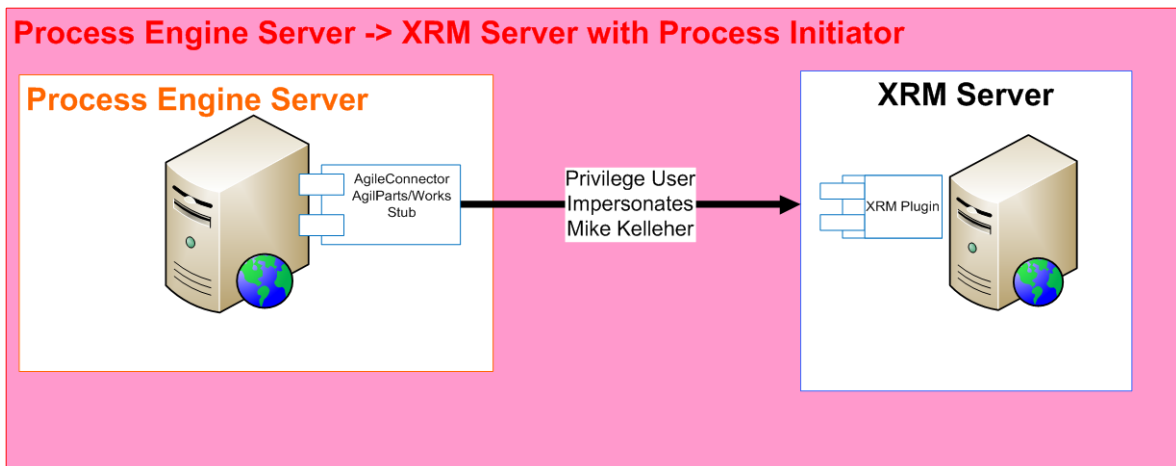 Process Engine Server -> XRM Server with Process Initiator
Process Engine Server
AgileConnector
AgilParts/Works
Stub
Privilege User
Impersonates
Mike Kelleher
XRM Server
XRM Plugin